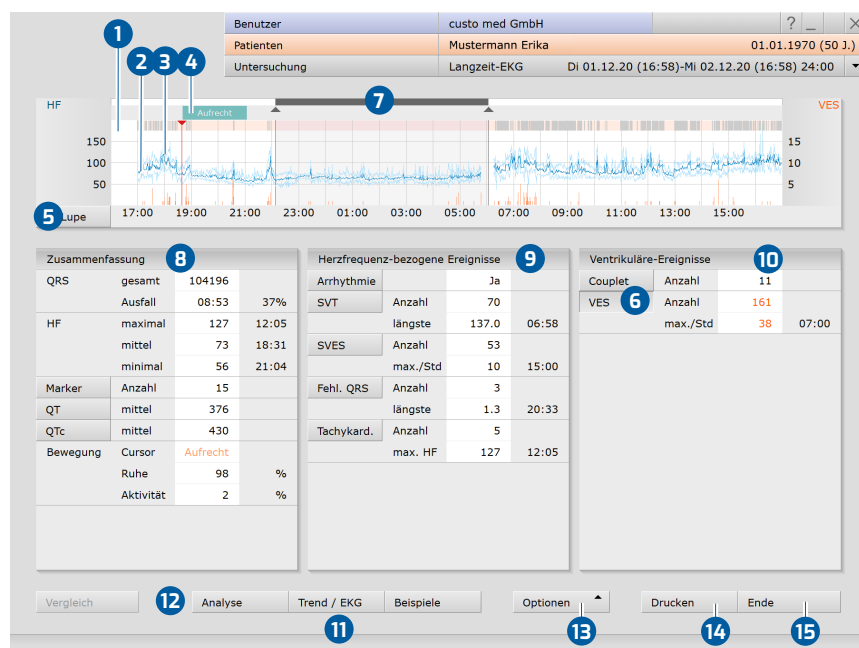 Benutzer custo med GmbH ? _ X
Patienten Mustermann Erika 01.01.1970 (50 J.)
Untersuchung Langzeit-EKG Di 01.12.20 (16:58)-Mi 02.12.20 (16:58) 24:00
1
2 3 4
7
HF Aufrecht VES
150 15
100 10
50 5
5 Lupe 17:00 19:00 21:00 23:00 01:00 03:00 05:00 07:00 09:00 11:00 13:00 15:00
Zusammenfassung 8
QRS gesamt 104196
Ausfall 08:53 37%
HF maximal 127 12:05
mittel 73 18:31
minimal 56 21:04
Marker Anzahl 15
QT mittel 376
QTc mittel 430
Bewegung Cursor Aufrecht
Ruhe 98 %
Aktivität 2 %
Herzfrequenz-bezogene Ereignisse 9
Arrhythmie Ja
SVT Anzahl 70
längste 137.0 06:58
SVES Anzahl 53
max./Std 10 15:00
Fehl. QRS Anzahl 3
längste 1.3 20:33
Tachykard. Anzahl 5
max. HF 127 12:05
Ventrikuläre-Ereignisse 10
Couplet Anzahl 11
VES 6 Anzahl 161
max./Std 38 07:00
Vergleich 12 Analyse Trend / EKG Beispiele Optionen Drucken Ende
11 13 14 15